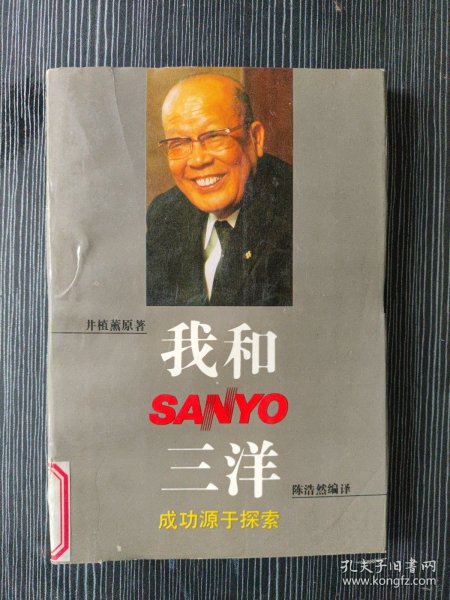 井植薰原著
我和
SANYO
三洋
陈浩然编译
成功源于探索
孔夫子旧书网
www.kongfz.com